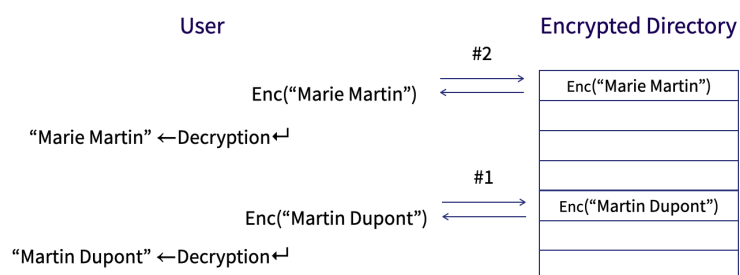 User
Encrypted Directory
#2
Enc(“Marie Martin”)
Enc(“Marie Martin”)
“Marie Martin” ←Decryption↵
#1
Enc(“Martin Dupont”)
Enc(“Martin Dupont”)
“Martin Dupont” ←Decryption↵